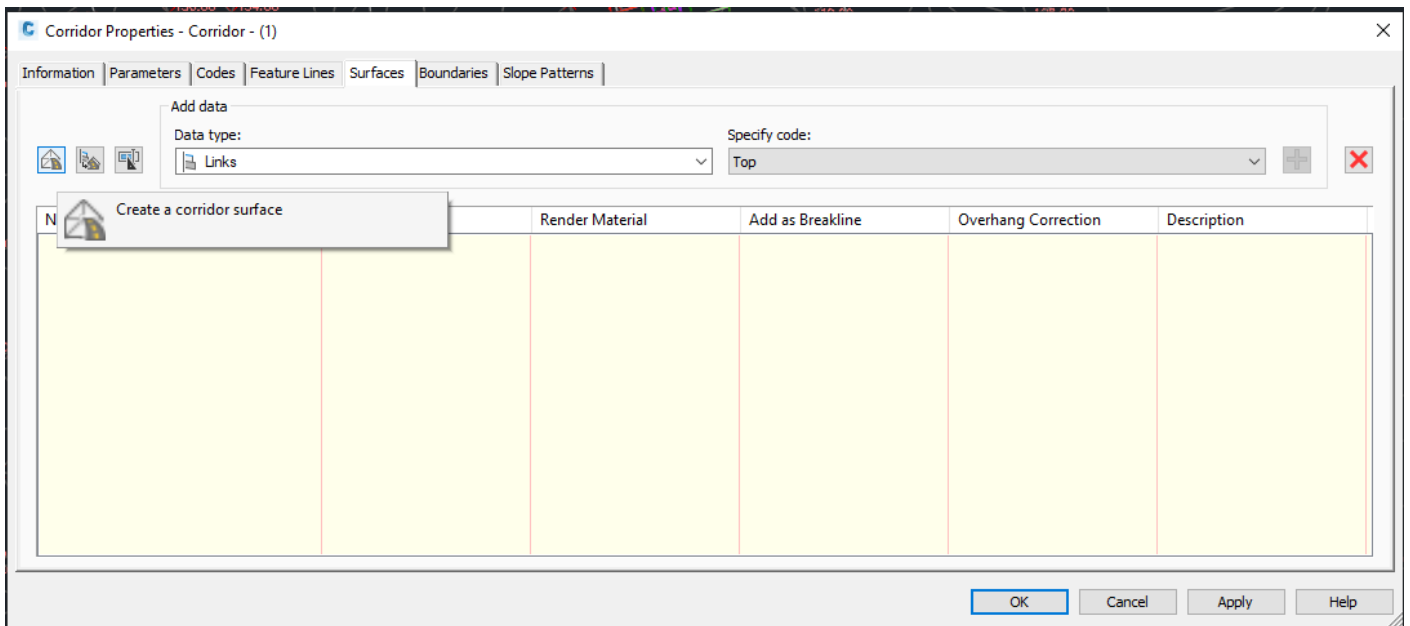 Corridor Properties - Corridor - (1)
Information Parameters Codes Feature Lines Surfaces Boundaries Slope Patterns
Add data
Data type: Specify code:
Links Top
Create a corridor surface
N Render Material Add as Breakline Overhang Correction Description
OK Cancel Apply Help